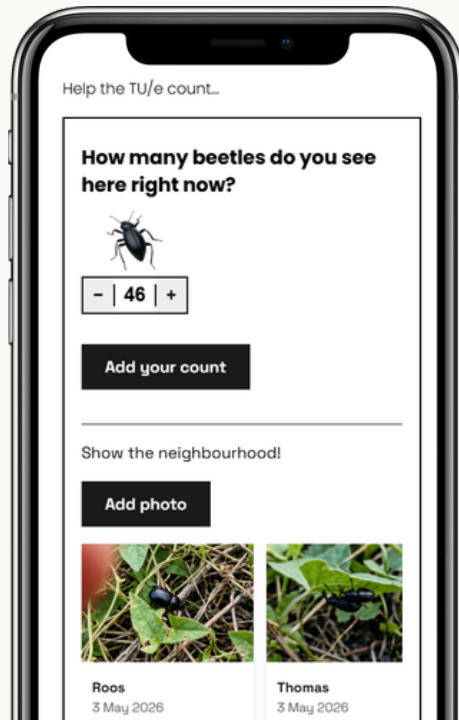 Help the TU/e count...
How many beetles do you see
here right now?
− | 46 | +
Add your count
Show the neighbourhood!
Add photo
Roos
Thomas
3 May 2026
3 May 2026